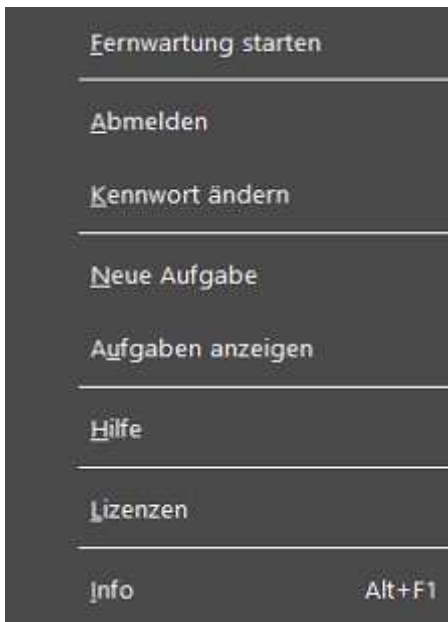 Fernwartung starten
Abmelden
Kennwort ändern
Neue Aufgabe
Aufgaben anzeigen
Hilfe
Lizenzen
Info Alt+F1